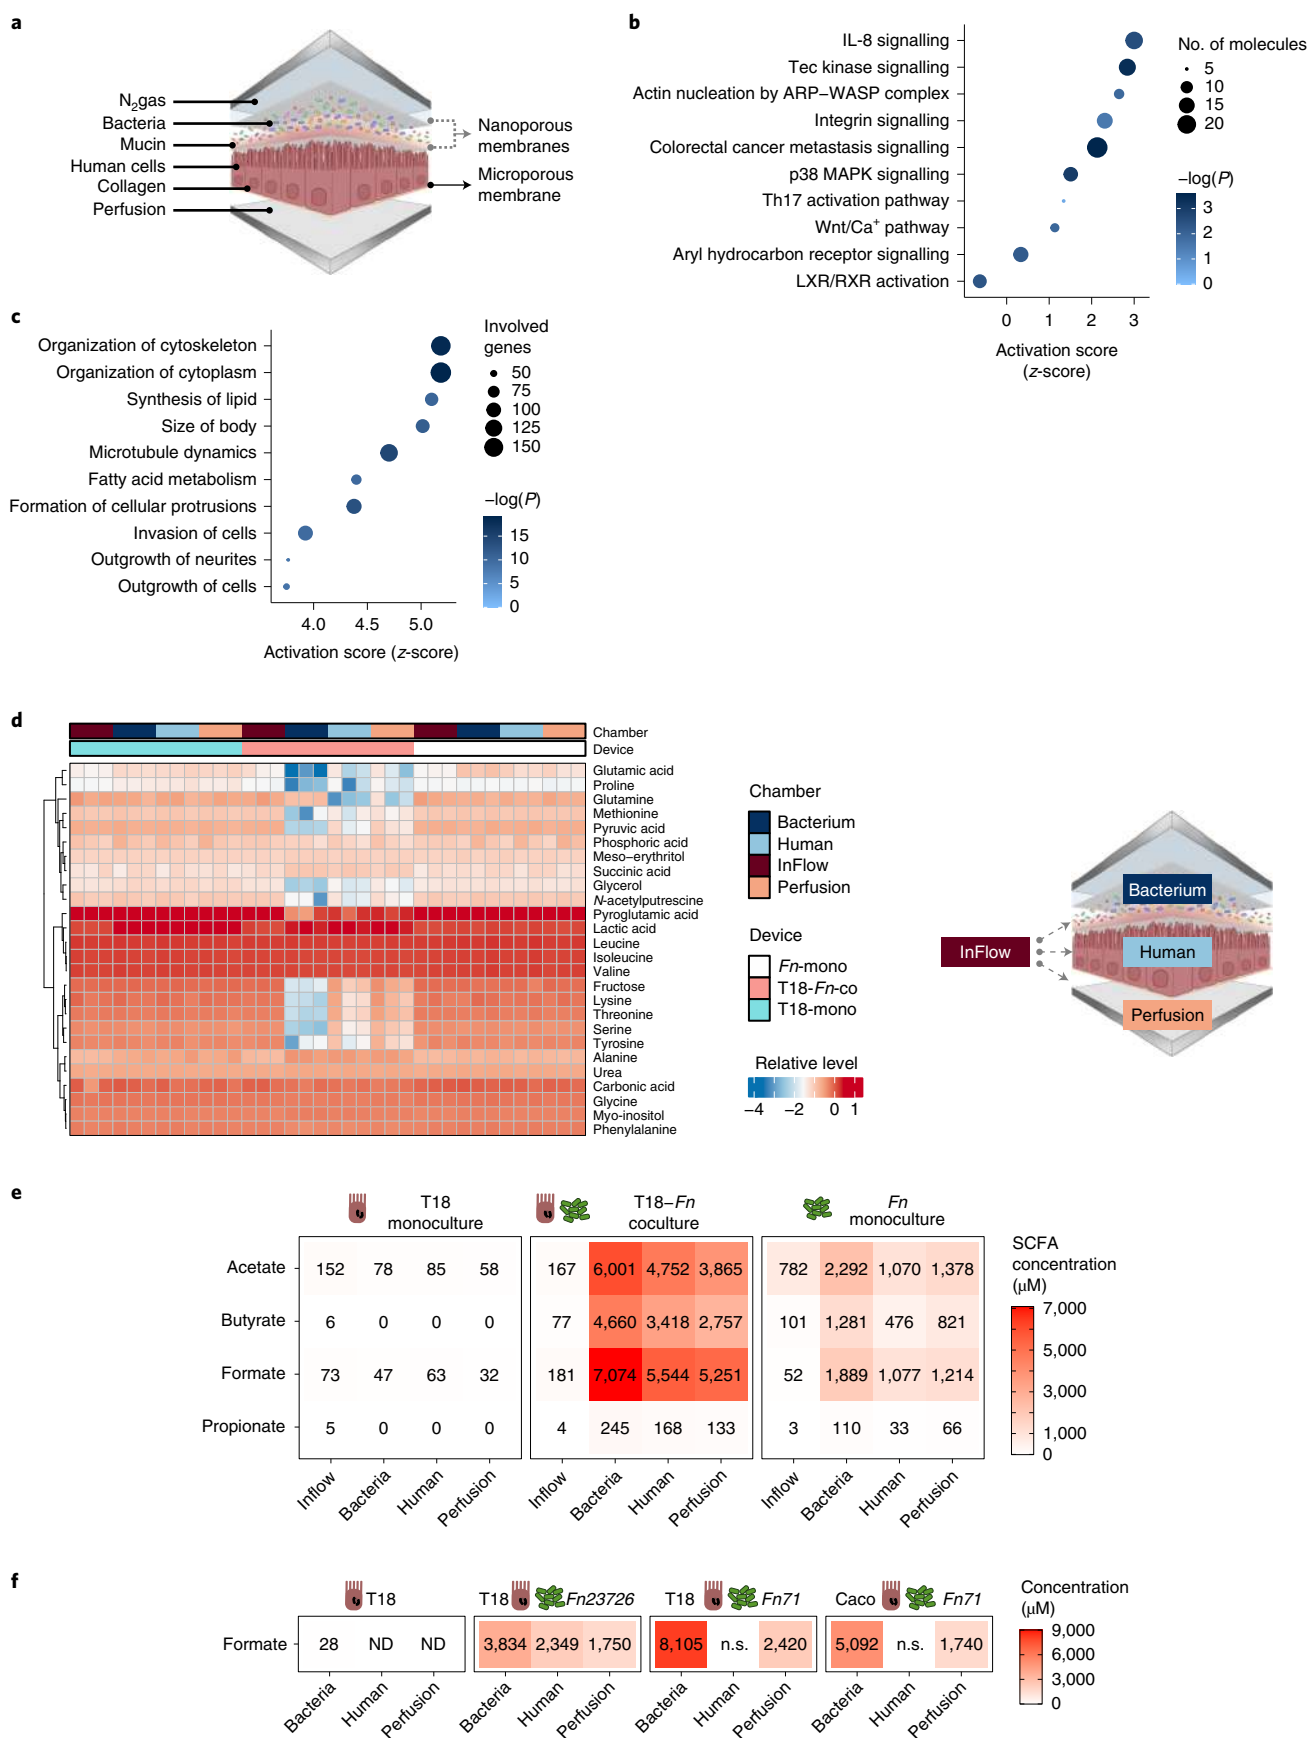 a
N2gas
Bacteria
Mucin
Human cells
Collagen
Perfusion
Nanoporous
membranes
Microporous
membrane
b
IL-8 signalling
Tec kinase signalling
Actin nucleation by ARP–WASP complex
Integrin signalling
Colorectal cancer metastasis signalling
p38 MAPK signalling
Th17 activation pathway
Wnt/Ca+ pathway
Aryl hydrocarbon receptor signalling
LXR/RXR activation
0 1 2 3
Activation score
(z-score)
No. of molecules
5
10
15
20
–log(P)
3
2
1
0
c
Organization of cytoskeleton
Organization of cytoplasm
Synthesis of lipid
Size of body
Microtubule dynamics
Fatty acid metabolism
Formation of cellular protrusions
Invasion of cells
Outgrowth of neurites
Outgrowth of cells
4.0 4.5 5.0
Activation score (z-score)
Involved
genes
50
75
100
125
150
–log(P)
15
10
5
0
d
Chamber
Device
Glutamic acid
Proline
Glutamine
Methionine
Pyruvic acid
Phosphoric acid
Meso–erythritol
Succinic acid
Glycerol
N-acetylputrescine
Pyroglutamic acid
Lactic acid
Leucine
Isoleucine
Valine
Fructose
Lysine
Threonine
Serine
Tyrosine
Alanine
Urea
Carbonic acid
Glycine
Myo-inositol
Phenylalanine
Chamber
Bacterium
Human
InFlow
Perfusion
Device
Fn-mono
T18-Fn-co
T18-mono
Relative level
–4 –2 0 1
InFlow
Bacterium
Human
Perfusion
e
T18
monoculture
T18–Fn
coculture
Fn
monoculture
Acetate 152 78 85 58 167 6,001 4,752 3,865 782 2,292 1,070 1,378
Butyrate 6 0 0 0 77 4,660 3,418 2,757 101 1,281 476 821
Formate 73 47 63 32 181 7,074 5,544 5,251 52 1,889 1,077 1,214
Propionate 5 0 0 0 4 245 168 133 3 110 33 66
Inflow Bacteria Human Perfusion Inflow Bacteria Human Perfusion Inflow Bacteria Human Perfusion
SCFA
concentration
(μM)
7,000
5,000
3,000
1,000
0
f
T18 T18 Fn23726 T18 Fn71 Caco Fn71
Formate 28 ND ND 3,834 2,349 1,750 8,105 n.s. 2,420 5,092 n.s. 1,740
Bacteria Human Perfusion Bacteria Human Perfusion Bacteria Human Perfusion Bacteria Human Perfusion
Concentration
(μM)
9,000
6,000
3,000
0